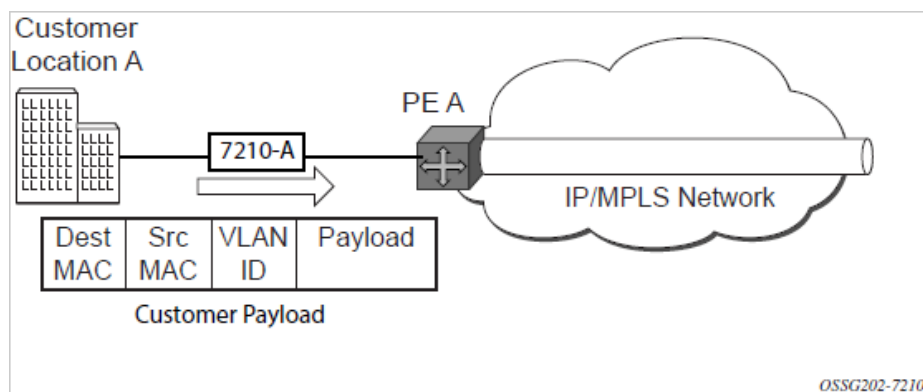 Customer
Location A
PE A
7210-A
IP/MPLS Network
Dest MAC
Src MAC
VLAN ID
Payload
Customer Payload
OSSG202-7210